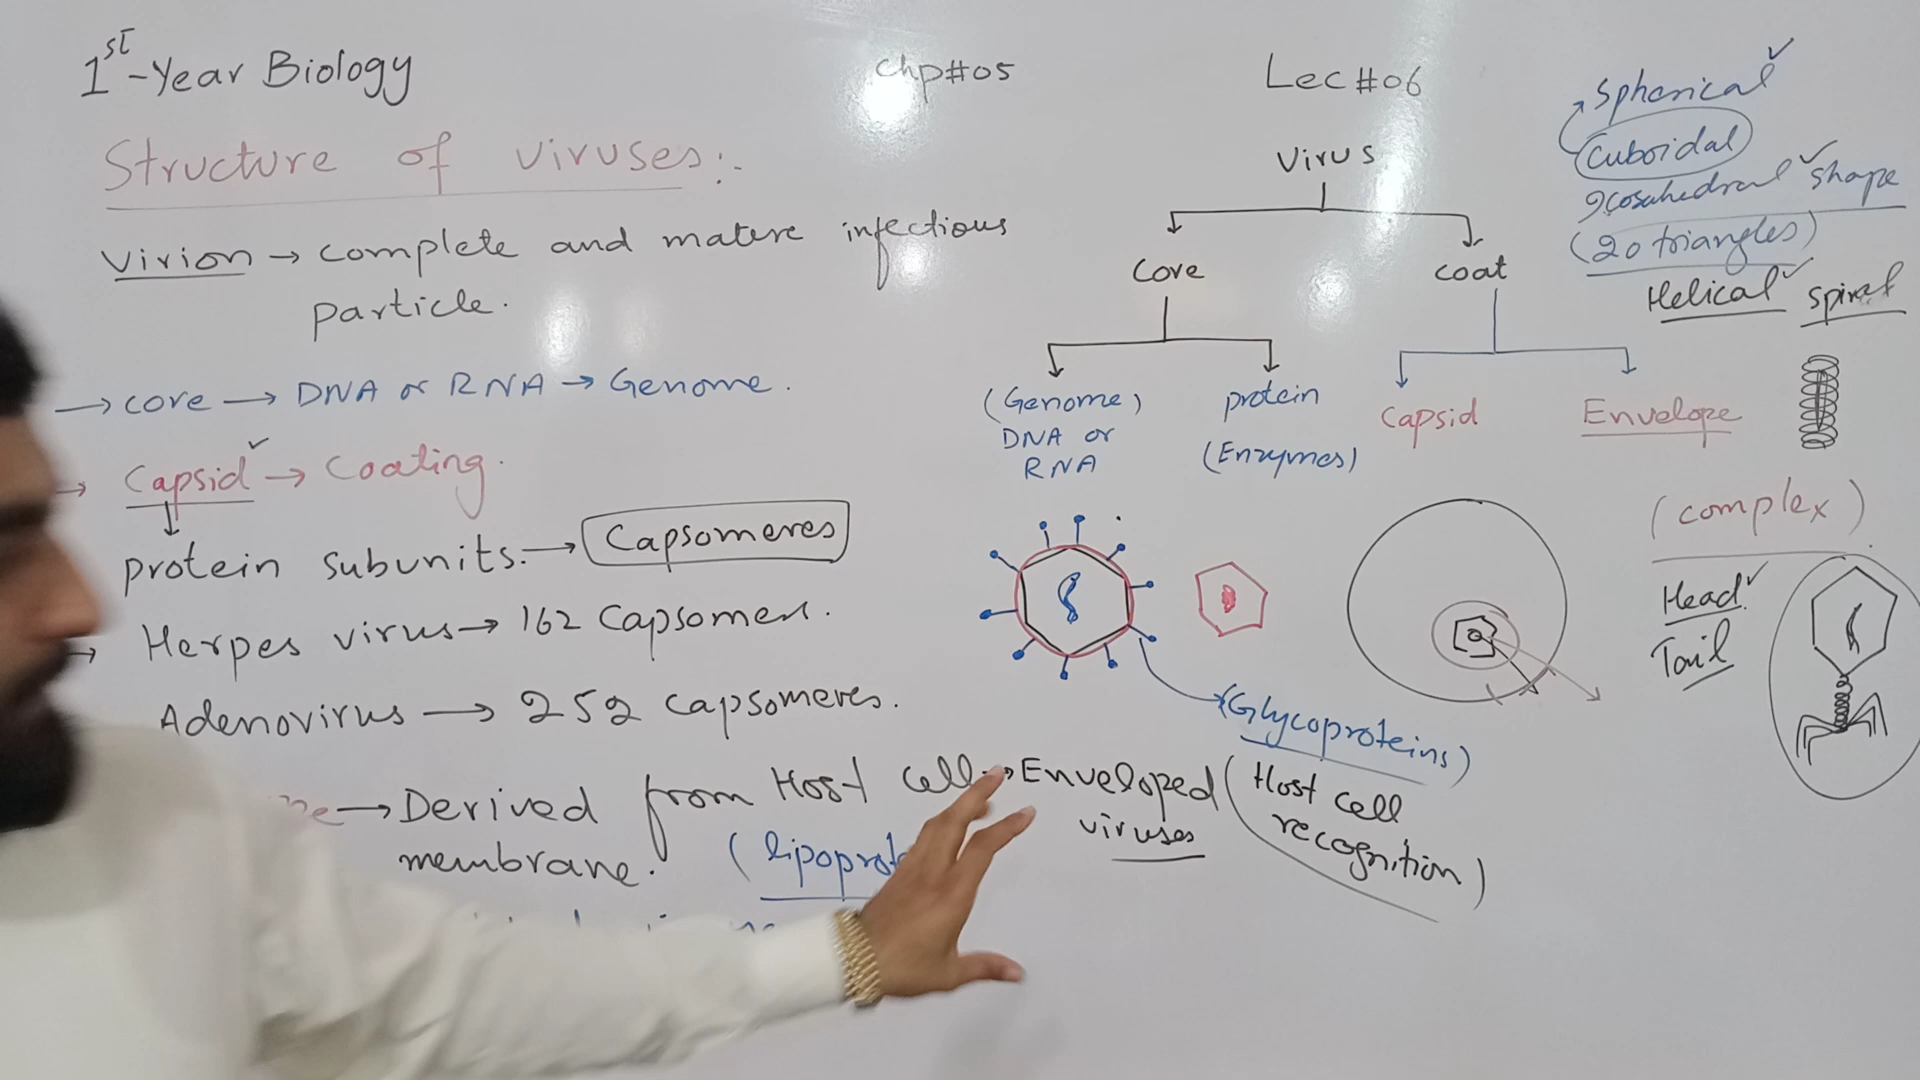 1st-Year Biology
Chp#05
Lec#06
Structure of viruses:-
Virion → complete and mature infectious
particle.
→ core → DNA or RNA → Genome.
→ Capsid → Coating.
protein subunits. → Capsomeres
→ Herpes virus → 162 Capsomers.
Adenovirus → 252 capsomeres.
→ Derived from Host cell → Enveloped
membrane.
viruses
Virus
Core
coat
(Genome)
DNA or
RNA
protein
(Enzymes)
Capsid
Envelope
(Glycoproteins)
(Host cell
recognition)
Spherical
Cuboidal
Icosahedral shape
(20 triangles)
Helical spiral
(complex)
Head
Tail